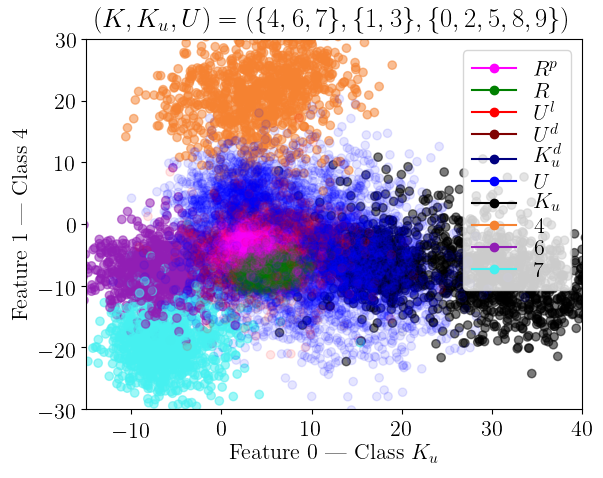 (K, K_u, U) = ({4, 6, 7}, {1, 3}, {0, 2, 5, 8, 9})
30
20
10
0
−10
−20
−30
Feature 1 — Class 4
R^p
R
U^l
U^d
K_u^d
U
K_u
4
6
7
−10
0
10
20
30
40
Feature 0 — Class K_u